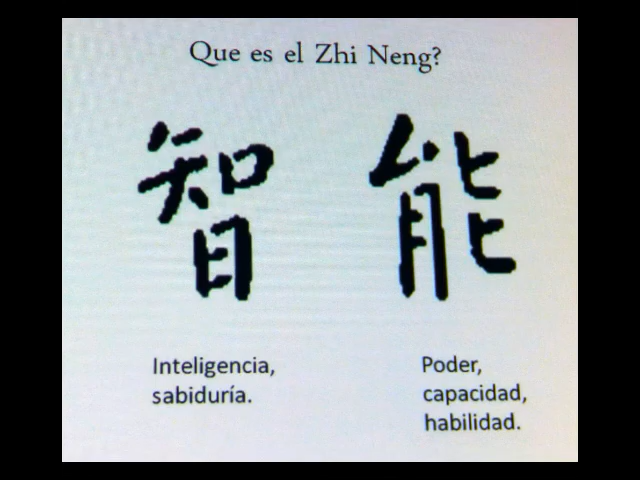 Que es el Zhi Neng?
智 能
Inteligencia,
sabiduría.
Poder,
capacidad,
habilidad.